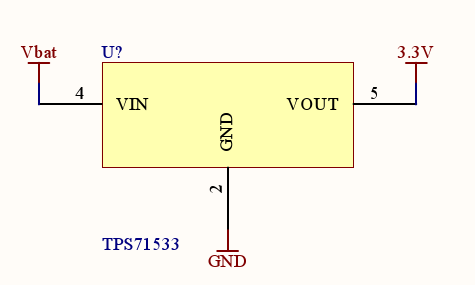 Vbat
U?
3.3V
4
VIN
VOUT
5
GND
2
TPS71533
GND